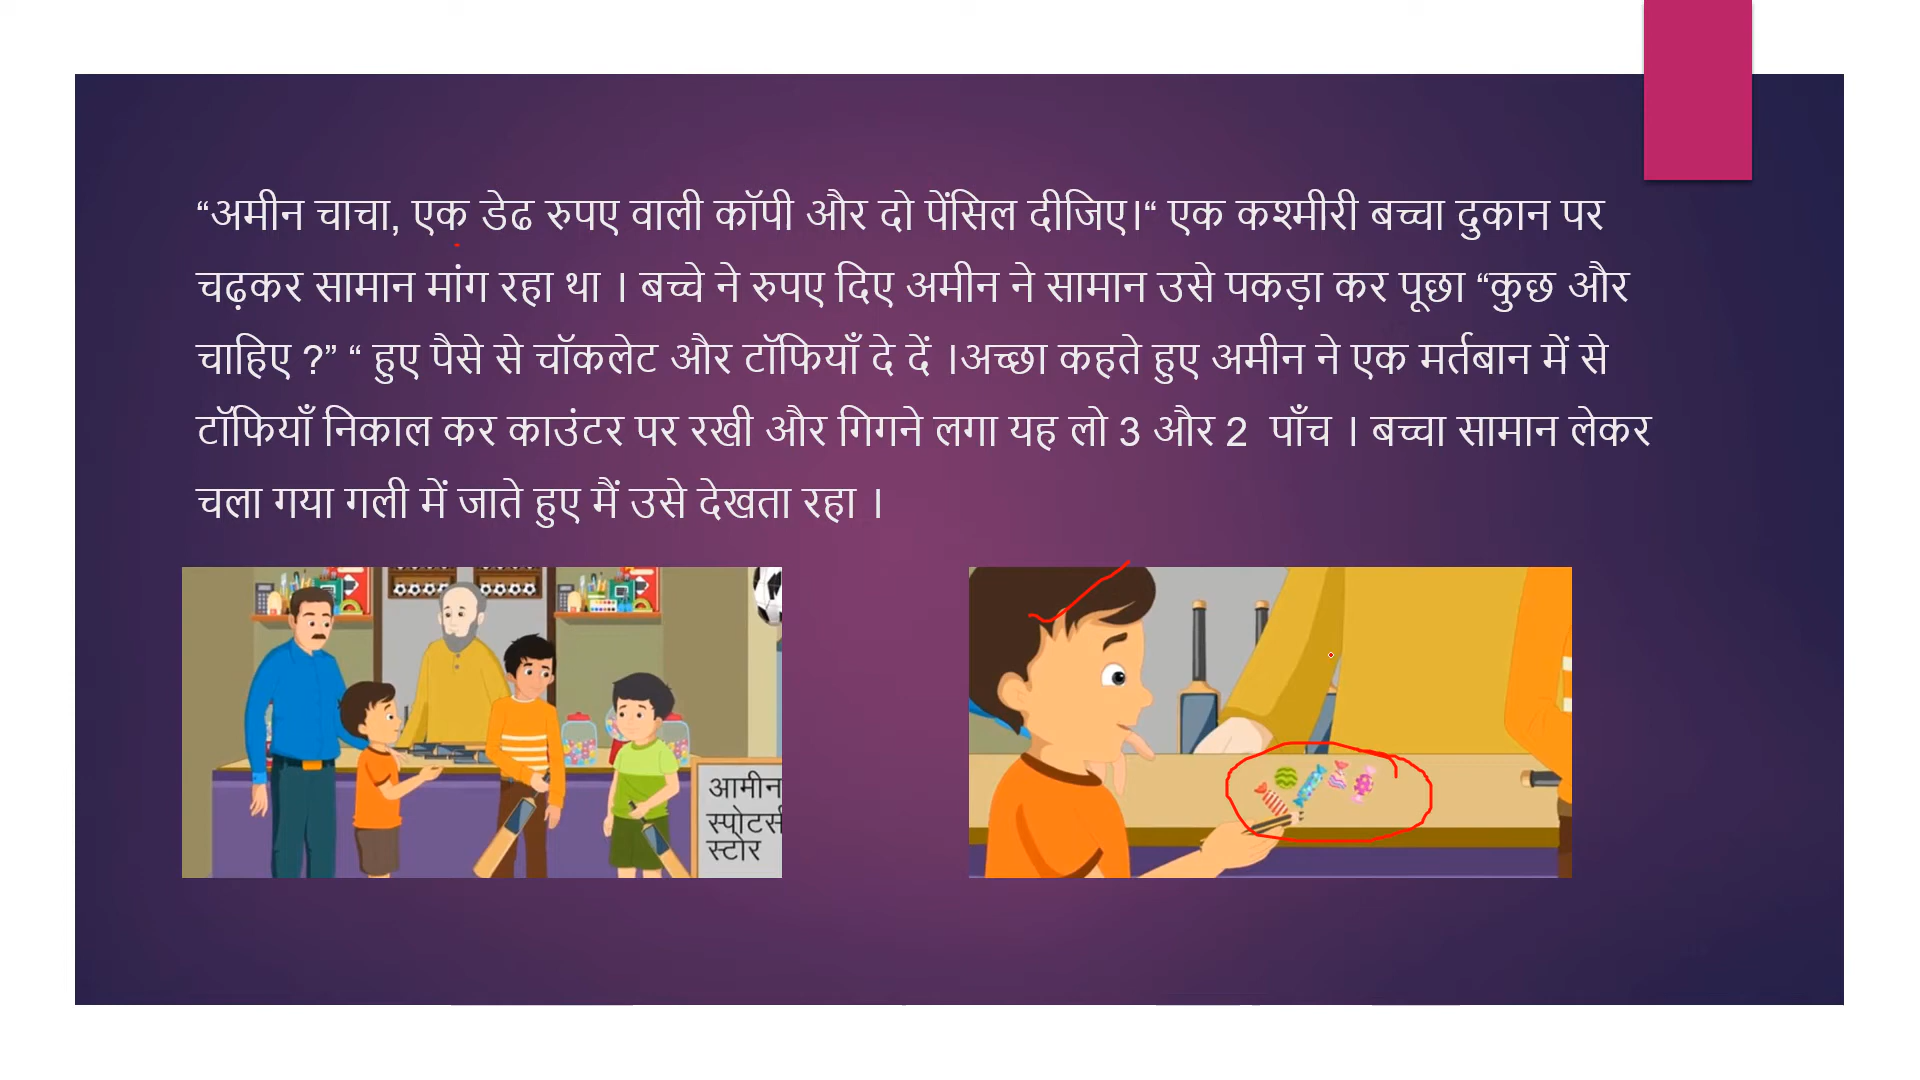 “अमीन चाचा, एक डेढ रुपए वाली कॉपी और दो पेंसिल दीजिए।“ एक कश्मीरी बच्चा दुकान पर
चढ़कर सामान मांग रहा था । बच्चे ने रुपए दिए अमीन ने सामान उसे पकड़ा कर पूछा “कुछ और
चाहिए ?” “ हुए पैसे से चॉकलेट और टॉफियाँ दे दें ।अच्छा कहते हुए अमीन ने एक मर्तबान में से
टॉफियाँ निकाल कर काउंटर पर रखी और गिगने लगा यह लो 3 और 2 पाँच । बच्चा सामान लेकर
चला गया गली में जाते हुए मैं उसे देखता रहा ।
आमीन
स्पोटर्स
स्टोर